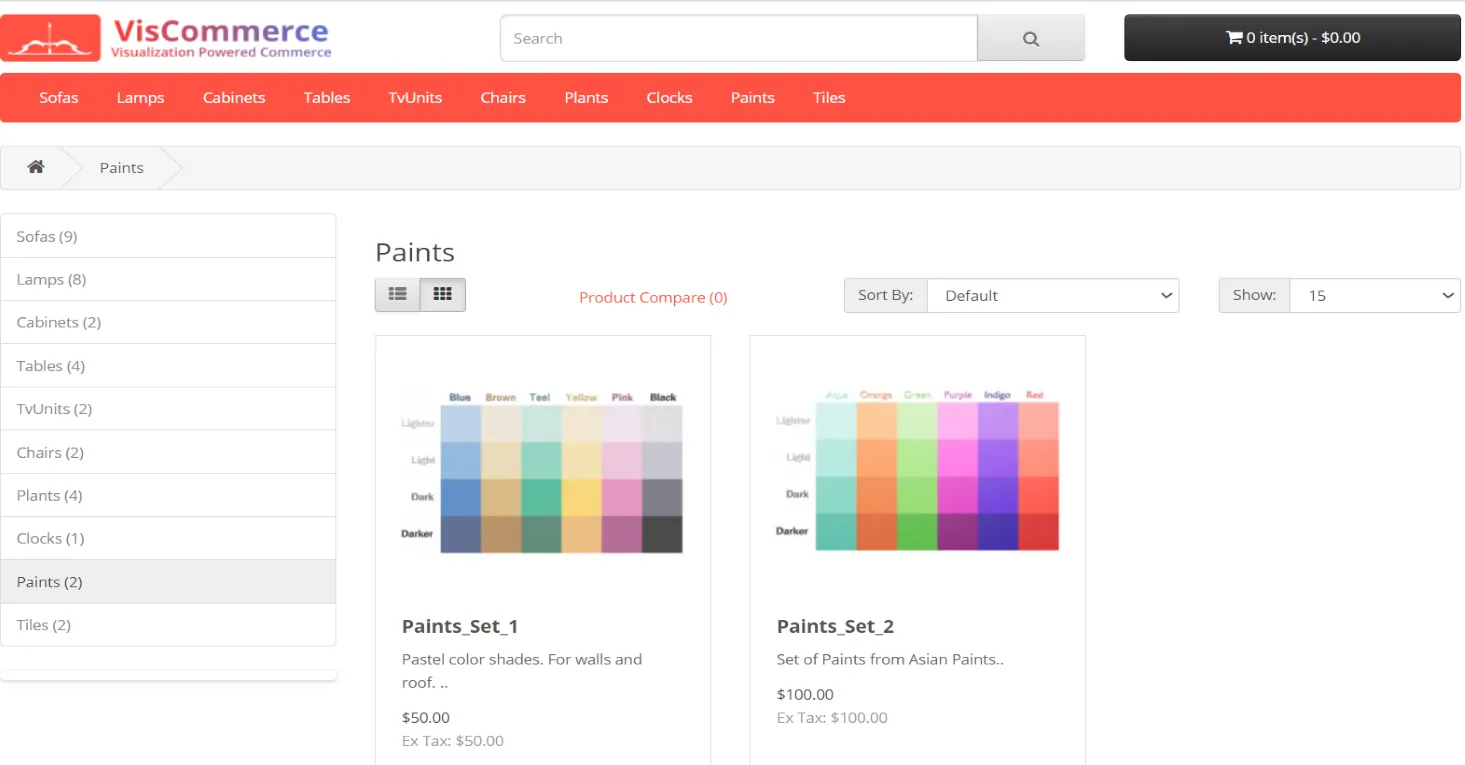 VisCommerce
Visualization Powered Commerce
Search
0 item(s) - $0.00
Sofas Lamps Cabinets Tables TvUnits Chairs Plants Clocks Paints Tiles
Paints
Sofas (9)
Lamps (8)
Cabinets (2)
Tables (4)
TvUnits (2)
Chairs (2)
Plants (4)
Clocks (1)
Paints (2)
Tiles (2)
Paints
Product Compare (0)
Sort By: Default
Show: 15
Blue Brown Teel Yellow Pink Black
Lighter
Light
Dark
Darker
Paints_Set_1
Pastel color shades. For walls and
roof. ..
$50.00
Ex Tax: $50.00
Aqua Orange Green Purple Indigo Red
Lighter
Light
Dark
Darker
Paints_Set_2
Set of Paints from Asian Paints..
$100.00
Ex Tax: $100.00